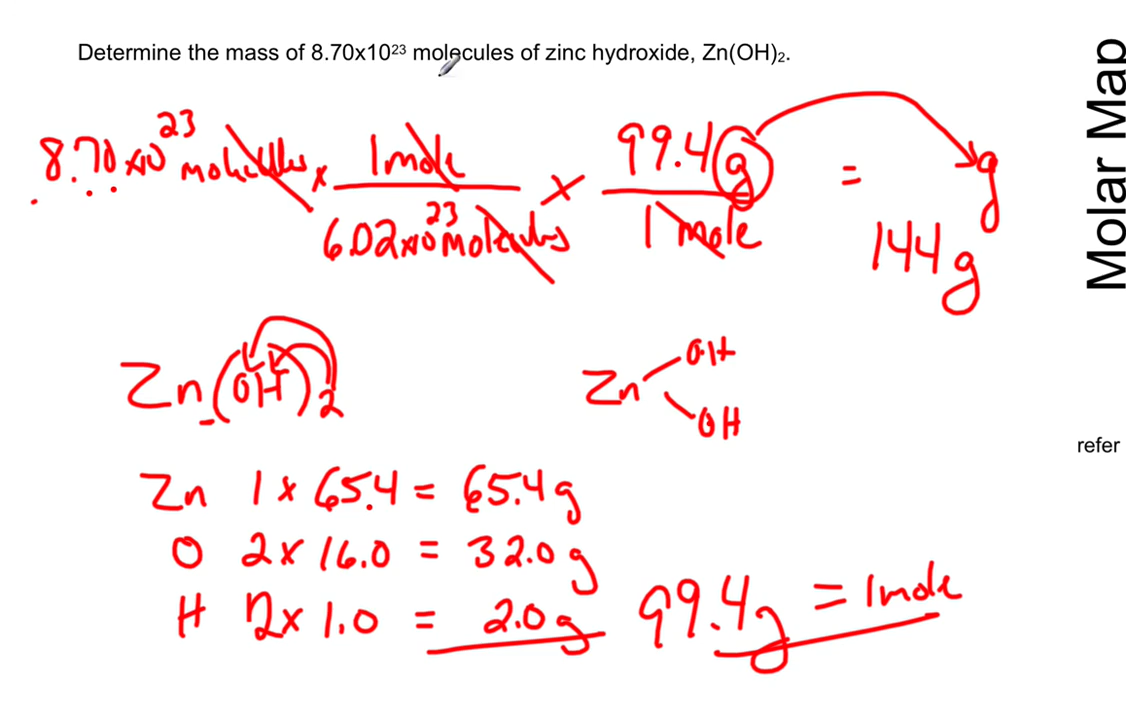 Determine the mass of 8.70x10²³ molecules of zinc hydroxide, Zn(OH)₂.
8.70x10²³ molecules x 1 mole / 6.02x10²³ molecules x 99.4 g / 1 mole = g
144 g
Zn(OH)₂
Zn OH OH
Zn 1 x 65.4 = 65.4 g
O 2 x 16.0 = 32.0 g
H 2 x 1.0 = 2.0 g
99.4 g = 1 mole
Molar Map
refer